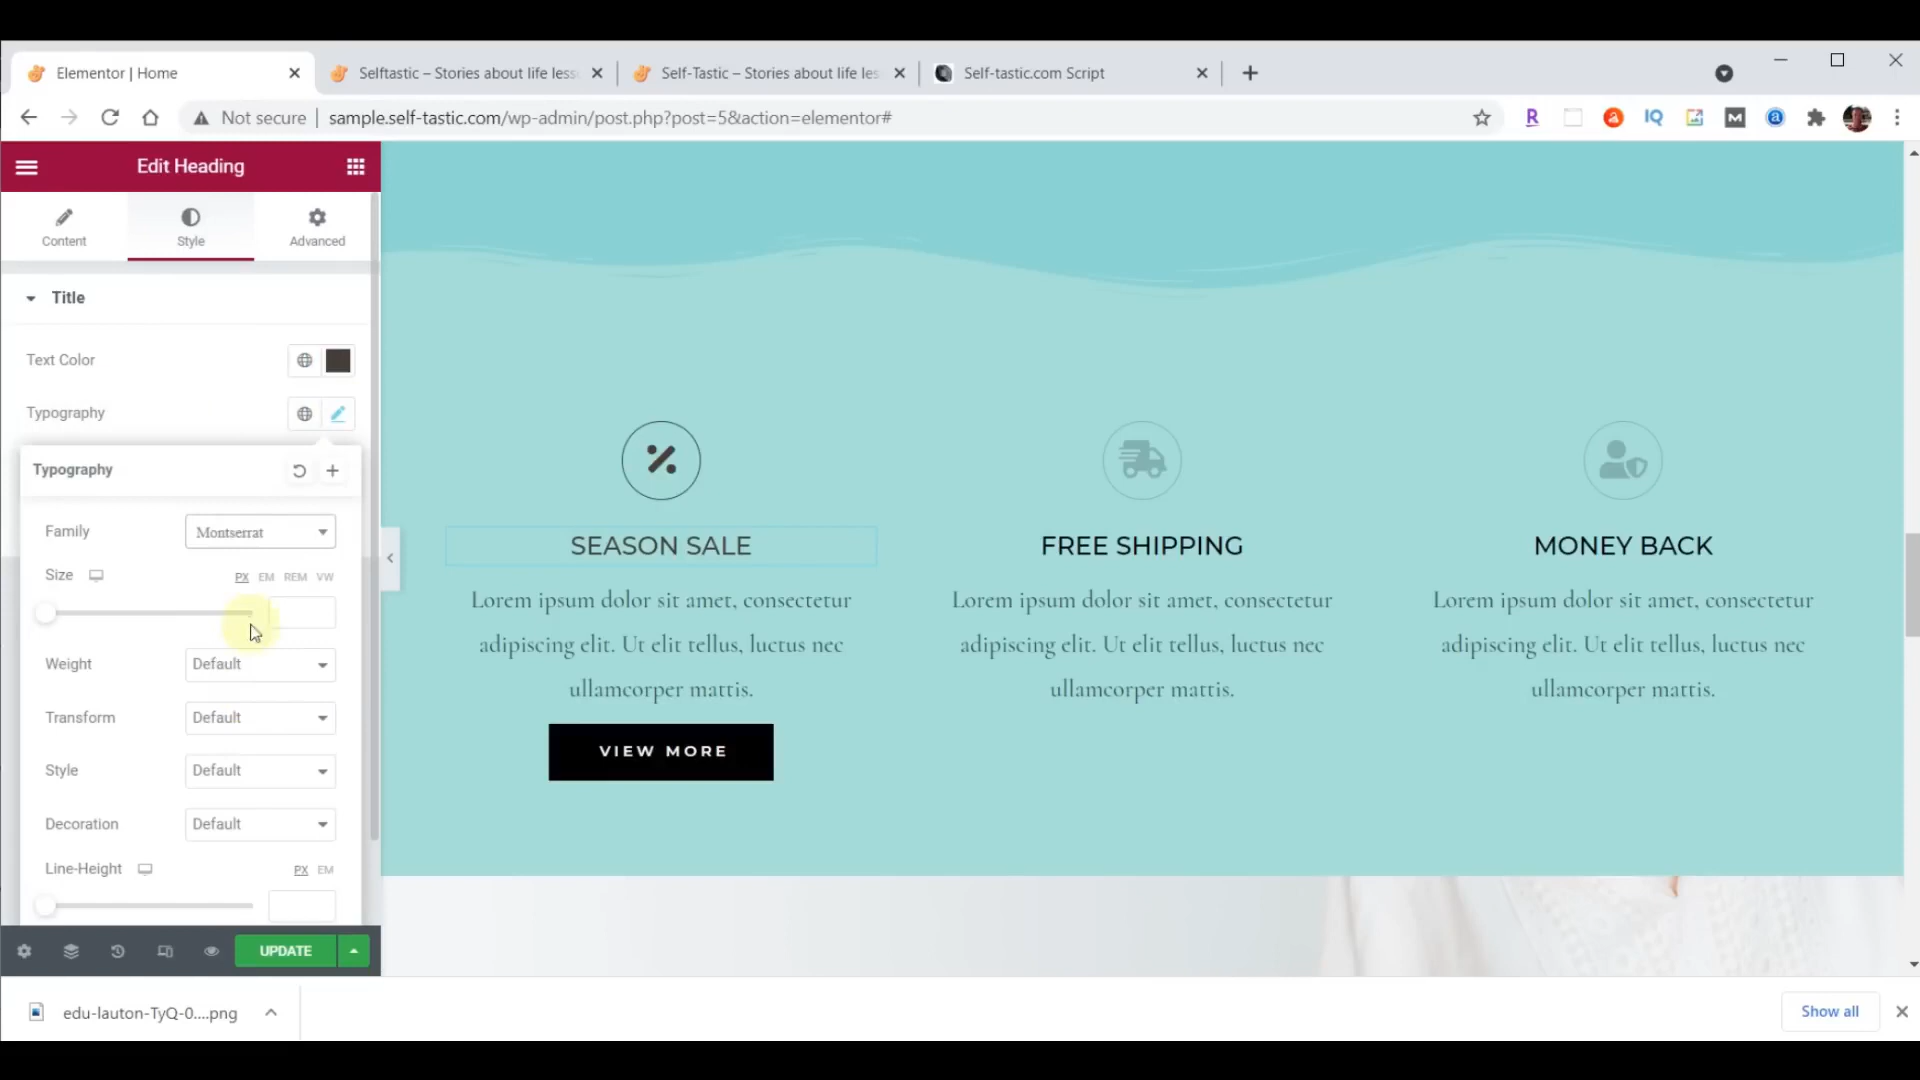 Elementor | Home
Selftastic – Stories about life less
Self-Tastic – Stories about life les
Self-tastic.com Script
Not secure | sample.self-tastic.com/wp-admin/post.php?post=5&action=elementor#
R
a
IQ
M
a
Edit Heading
Content
Style
Advanced
Title
Text Color
Typography
Typography
Family
Montserrat
Size
PX EM REM VW
Weight
Default
Transform
Default
Style
Default
Decoration
Default
Line-Height
PX EM
UPDATE
SEASON SALE
Lorem ipsum dolor sit amet, consectetur
adipiscing elit. Ut elit tellus, luctus nec
ullamcorper mattis.
VIEW MORE
FREE SHIPPING
Lorem ipsum dolor sit amet, consectetur
adipiscing elit. Ut elit tellus, luctus nec
ullamcorper mattis.
MONEY BACK
Lorem ipsum dolor sit amet, consectetur
adipiscing elit. Ut elit tellus, luctus nec
ullamcorper mattis.
edu-lauton-TyQ-0....png
Show all